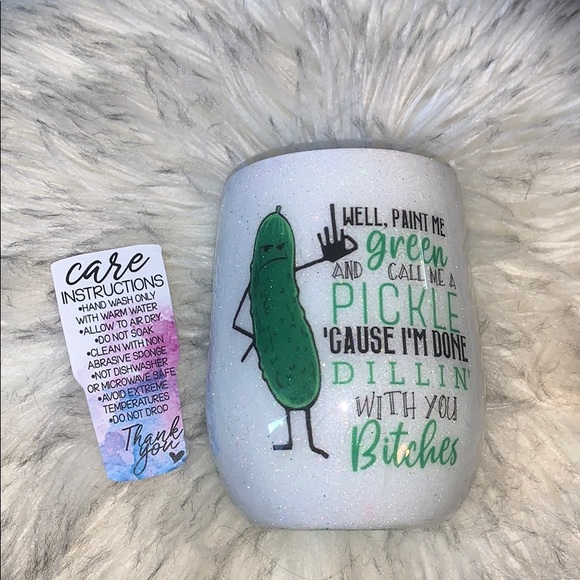 care
INSTRUCTIONS
•HAND WASH ONLY
WITH WARM WATER
•ALLOW TO AIR DRY
•DO NOT SOAK
•CLEAN WITH NON
ABRASIVE SPONGE
•NOT DISHWASHER
OR MICROWAVE SAFE
•AVOID EXTREME
TEMPERATURES
•DO NOT DROP
Thank
you
WELL, PAINT ME
green
AND CALL ME A
PICKLE
'CAUSE I'M DONE
DILLIN'
WITH YOU
Bitches